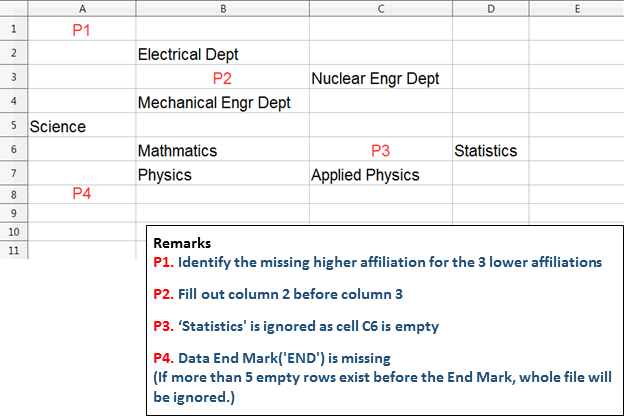 A B C D E
1 P1
2 Electrical Dept
3 P2 Nuclear Engr Dept
4 Mechanical Engr Dept
5 Science
6 Mathmatics P3 Statistics
7 Physics Applied Physics
8 P4
9
10
11
Remarks
P1. Identify the missing higher affiliation for the 3 lower affiliations
P2. Fill out column 2 before column 3
P3. ‘Statistics' is ignored as cell C6 is empty
P4. Data End Mark('END') is missing
(If more than 5 empty rows exist before the End Mark, whole file will
be ignored.)